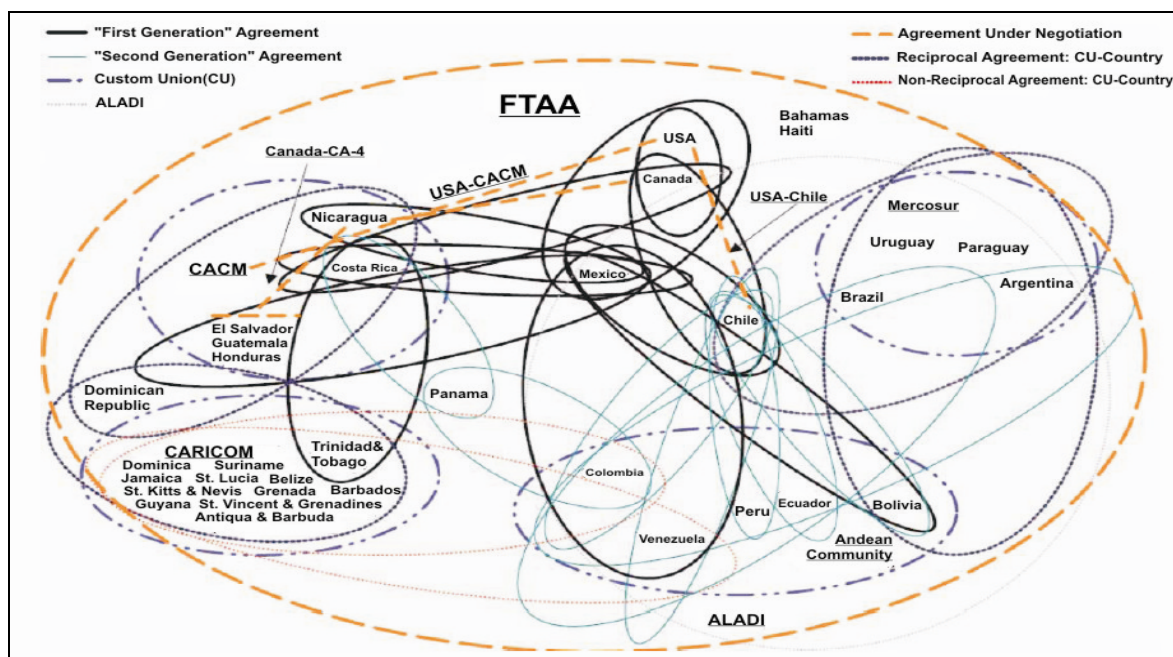 "First Generation" Agreement
"Second Generation" Agreement
Custom Union(CU)
ALADI
Agreement Under Negotiation
Reciprocal Agreement: CU-Country
Non-Reciprocal Agreement: CU-Country
FTAA
Bahamas
Haiti
USA
Canada-CA-4
USA-CACM
Canada
USA-Chile
Mercosur
Nicaragua
Uruguay
Paraguay
CACM
Costa Rica
Mexico
Argentina
Brazil
Chile
El Salvador
Guatemala
Honduras
Dominican
Republic
Panama
CARICOM
Trinidad&
Tobago
Dominica Suriname
Jamaica St. Lucia Belize
St. Kitts & Nevis Grenada Barbados
Guyana St. Vincent & Grenadines
Antiqua & Barbuda
Colombia
Venezuela
Peru
Ecuador
Bolivia
Andean
Community
ALADI